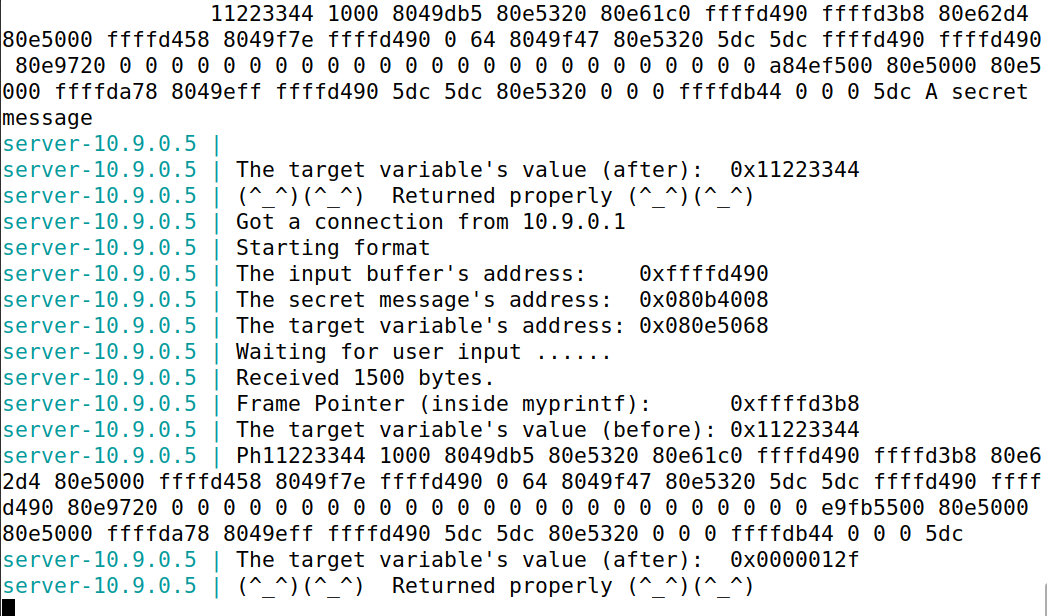 11223344 1000 8049db5 80e5320 80e61c0 ffffd490 ffffd3b8 80e62d4
80e5000 ffffd458 8049f7e ffffd490 0 64 8049f47 80e5320 5dc 5dc ffffd490 ffffd490
80e9720 0 0 0 0 0 0 0 0 0 0 0 0 0 0 0 0 0 0 0 0 0 0 0 0 0 a84ef500 80e5000 80e5
000 ffffda78 8049eff ffffd490 5dc 5dc 80e5320 0 0 0 ffffdb44 0 0 0 5dc A secret
message
server-10.9.0.5 |
server-10.9.0.5 | The target variable's value (after):  0x11223344
server-10.9.0.5 | (^_^)(^_^)  Returned properly (^_^)(^_^)
server-10.9.0.5 | Got a connection from 10.9.0.1
server-10.9.0.5 | Starting format
server-10.9.0.5 | The input buffer's address:    0xffffd490
server-10.9.0.5 | The secret message's address:  0x080b4008
server-10.9.0.5 | The target variable's address: 0x080e5068
server-10.9.0.5 | Waiting for user input ......
server-10.9.0.5 | Received 1500 bytes.
server-10.9.0.5 | Frame Pointer (inside myprintf):      0xffffd3b8
server-10.9.0.5 | The target variable's value (before): 0x11223344
server-10.9.0.5 | Ph11223344 1000 8049db5 80e5320 80e61c0 ffffd490 ffffd3b8 80e6
2d4 80e5000 ffffd458 8049f7e ffffd490 0 64 8049f47 80e5320 5dc 5dc ffffd490 ffff
d490 80e9720 0 0 0 0 0 0 0 0 0 0 0 0 0 0 0 0 0 0 0 0 0 0 0 0 0 e9fb5500 80e5000
80e5000 ffffda78 8049eff ffffd490 5dc 5dc 80e5320 0 0 0 ffffdb44 0 0 0 5dc
server-10.9.0.5 | The target variable's value (after):  0x0000012f
server-10.9.0.5 | (^_^)(^_^)  Returned properly (^_^)(^_^)